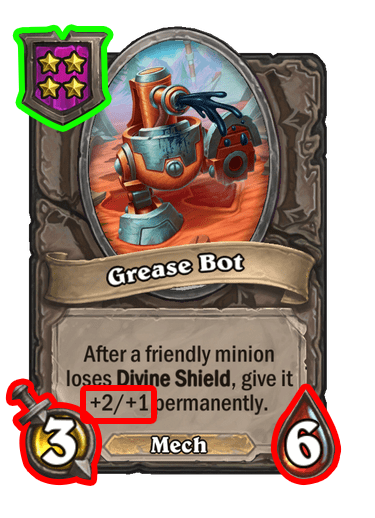 Grease Bot
After a friendly minion
loses Divine Shield, give it
+2/+1 permanently.
3
Mech
6